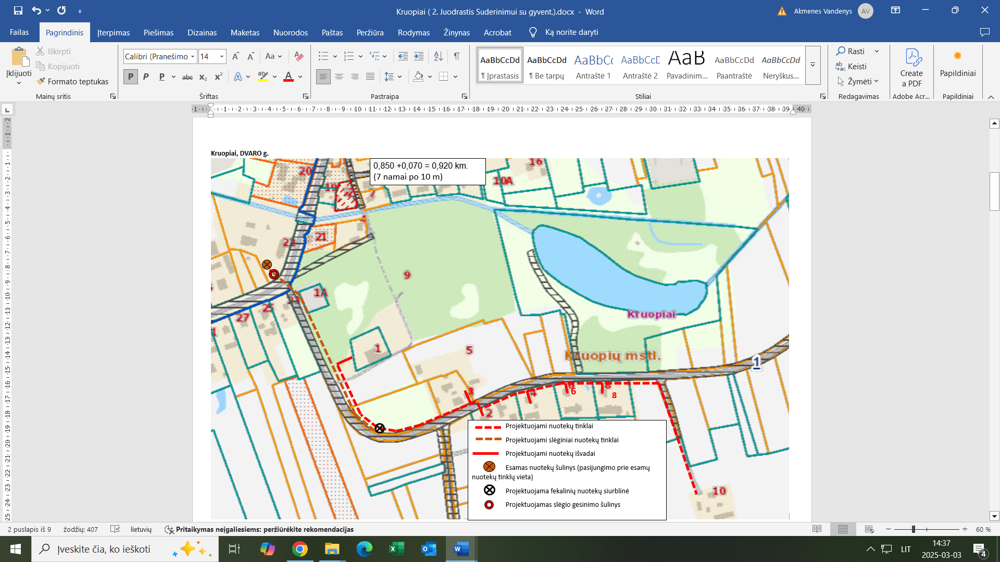 Kruopiai ( 2. Juodrastis Suderinimui su gyvent.).docx - Word
Akmenes Vandenys
AV
Failas
Pagrindinis
Įterpimas
Piešimas
Dizainas
Maketas
Nuorodos
Paštas
Peržiūra
Rodymas
Žinynas
Acrobat
Ką norite daryti
Įklijuoti
Iškirpti
Kopijuoti
Formato teptukas
Mainų sritis
Calibri (Pranešimo
14
Šriftas
Pastraipa
AaBbCcDd
¶ Įprastasis
AaBbCcDd
¶ Be tarpų
AaBbCc
Antraštė 1
AaBbCcD
Antraštė 2
AaB
Pavadinim...
AaBbCcDd
Paantraštė
AaBbCcDd
Neryškus...
Stiliai
Rasti
Keisti
Žymėti
Redagavimas
Create
a PDF
Adobe Acr...
Papildiniai
Papildiniai
Kruopiai, DVARO g.
0,850 +0,070 = 0,920 km.
(7 namai po 10 m)
20
19
7
16
10A
21
22
9
1A
23
25
27
1
5
Kruopiai
Kruopių mstl.
1
3
2
4
6
8
10
Projektuojami nuotekų tinklai
Projektuojami slėginiai nuotekų tinklai
Projektuojami nuotekų išvadai
Esamas nuotekų šulinys (pasijungimo prie esamų
nuotekų tinklų vieta)
Projektuojama fekalinių nuotekų siurblinė
Projektuojamas slėgio gesinimo šulinys
2 puslapis iš 9
žodžių: 407
lietuvių
Pritaikymas neįgaliesiems: peržiūrėkite rekomendacijas
60 %
Įveskite čia, ko ieškoti
LIT
14:37
2025-03-03
4